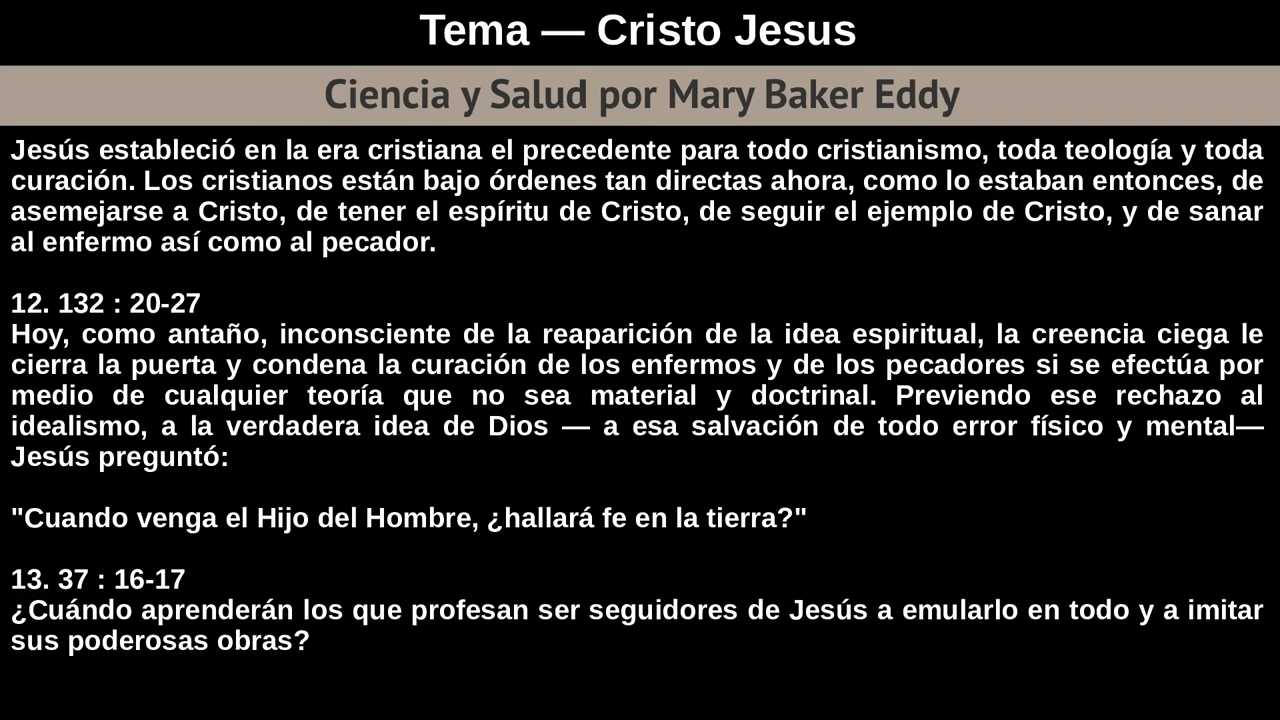 Tema — Cristo Jesus
Ciencia y Salud por Mary Baker Eddy
Jesús estableció en la era cristiana el precedente para todo cristianismo, toda teología y toda
curación. Los cristianos están bajo órdenes tan directas ahora, como lo estaban entonces, de
asemejarse a Cristo, de tener el espíritu de Cristo, de seguir el ejemplo de Cristo, y de sanar
al enfermo así como al pecador.
12. 132 : 20-27
Hoy, como antaño, inconsciente de la reaparición de la idea espiritual, la creencia ciega le
cierra la puerta y condena la curación de los enfermos y de los pecadores si se efectúa por
medio de cualquier teoría que no sea material y doctrinal. Previendo ese rechazo al
idealismo, a la verdadera idea de Dios — a esa salvación de todo error físico y mental—
Jesús preguntó:
"Cuando venga el Hijo del Hombre, ¿hallará fe en la tierra?"
13. 37 : 16-17
¿Cuándo aprenderán los que profesan ser seguidores de Jesús a emularlo en todo y a imitar
sus poderosas obras?